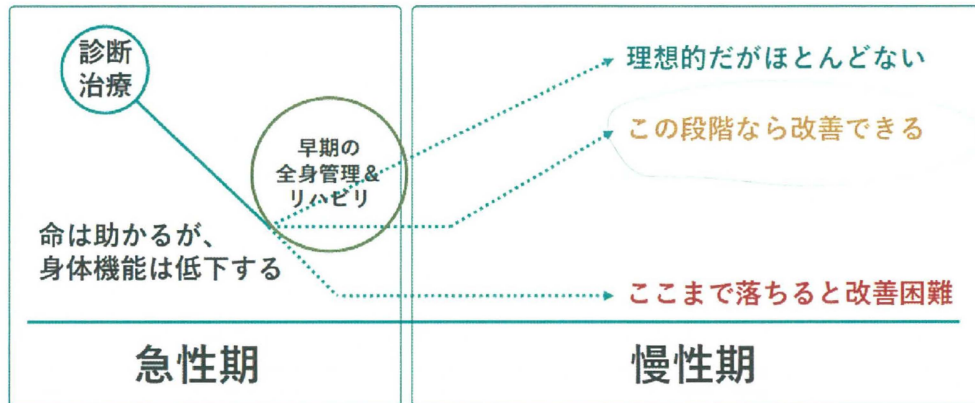 診断
治療
早期の
全身管理&
リハビリ
命は助かるが、
身体機能は低下する
理想的だがほとんどない
この段階なら改善できる
ここまで落ちると改善困難
急性期
慢性期